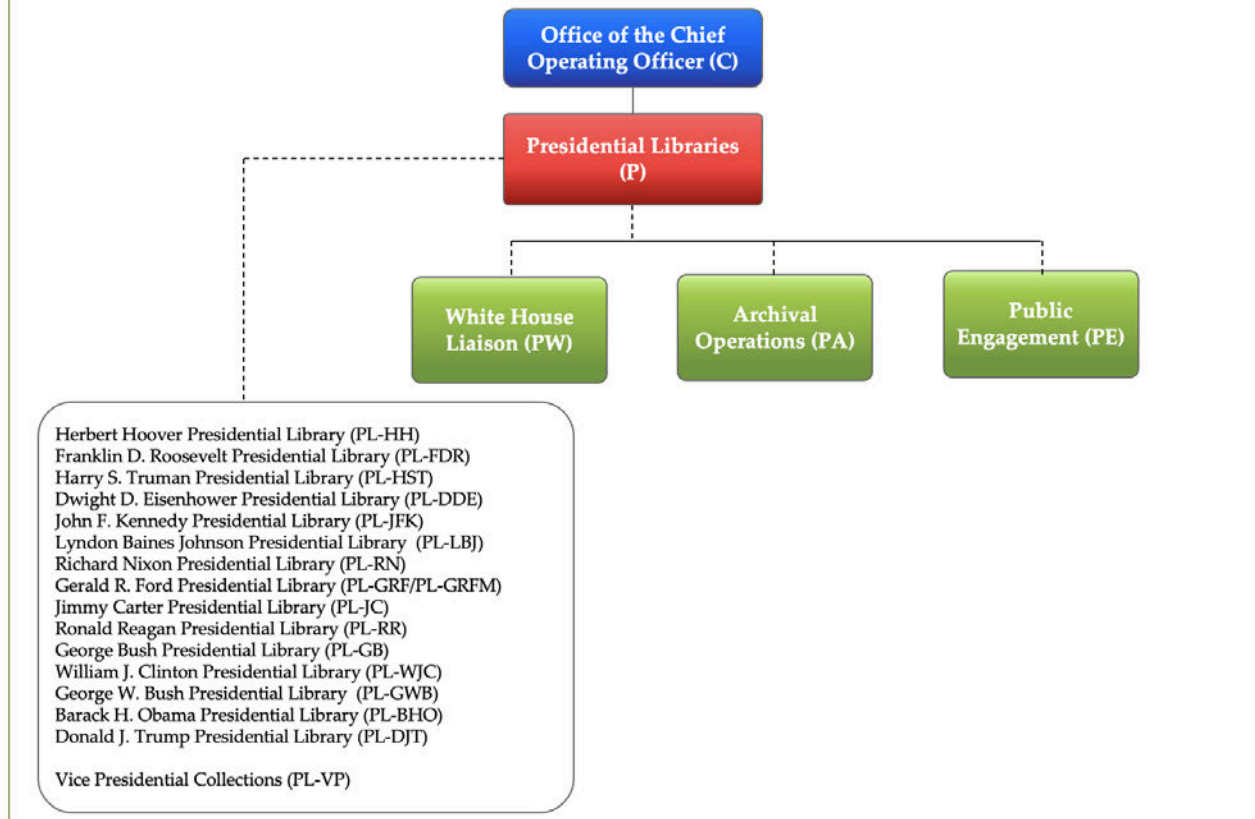 Office of the Chief
Operating Officer (C)
Presidential Libraries
(P)
White House
Liaison (PW)
Archival
Operations (PA)
Public
Engagement (PE)
Herbert Hoover Presidential Library (PL-HH)
Franklin D. Roosevelt Presidential Library (PL-FDR)
Harry S. Truman Presidential Library (PL-HST)
Dwight D. Eisenhower Presidential Library (PL-DDE)
John F. Kennedy Presidential Library (PL-JFK)
Lyndon Baines Johnson Presidential Library (PL-LBJ)
Richard Nixon Presidential Library (PL-RN)
Gerald R. Ford Presidential Library (PL-GRF/PL-GRFM)
Jimmy Carter Presidential Library (PL-JC)
Ronald Reagan Presidential Library (PL-RR)
George Bush Presidential Library (PL-GB)
William J. Clinton Presidential Library (PL-WJC)
George W. Bush Presidential Library (PL-GWB)
Barack H. Obama Presidential Library (PL-BHO)
Donald J. Trump Presidential Library (PL-DJT)
Vice Presidential Collections (PL-VP)